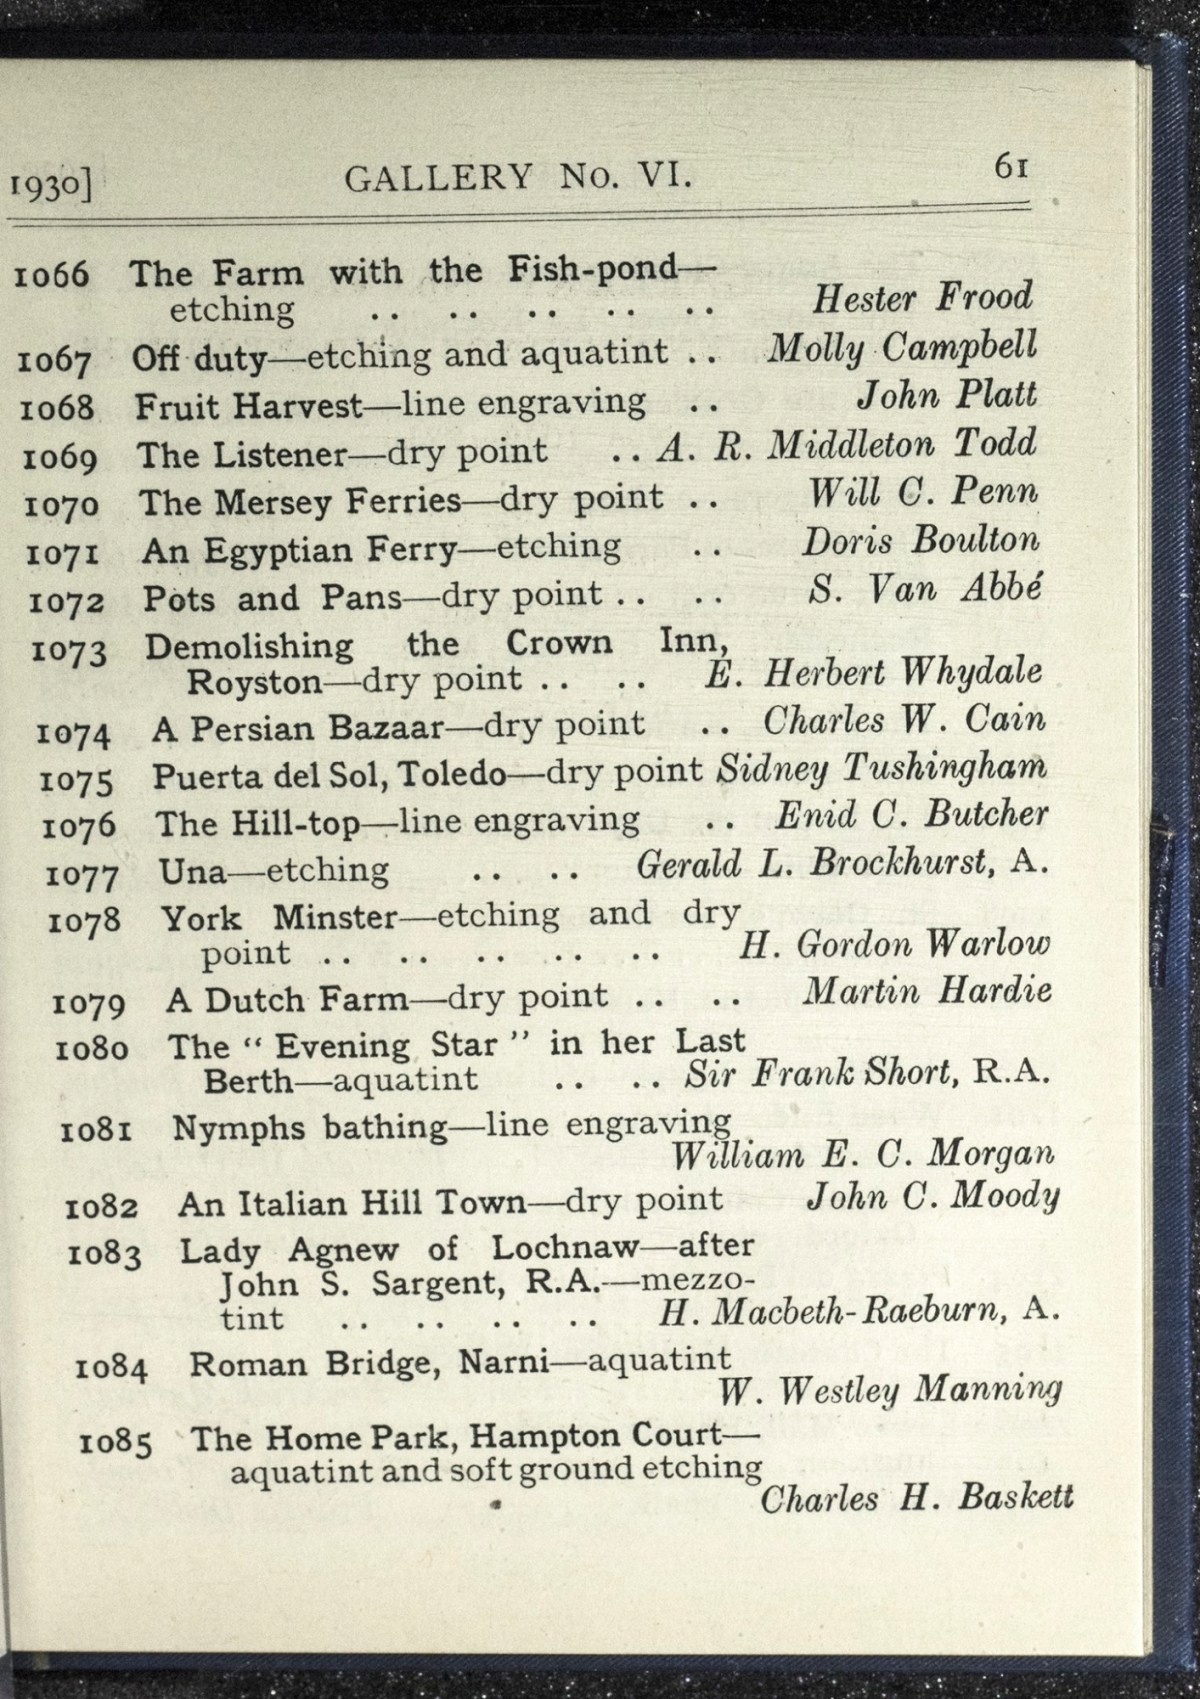 1930] GALLERY No. VI. 61
1066 The Farm with the Fish-pond—
etching .. .. .. .. .. Hester Frood
1067 Off duty—etching and aquatint .. Molly Campbell
1068 Fruit Harvest—line engraving .. John Platt
1069 The Listener—dry point .. A. R. Middleton Todd
1070 The Mersey Ferries—dry point .. Will C. Penn
1071 An Egyptian Ferry—etching .. Doris Boulton
1072 Pots and Pans—dry point .. .. S. Van Abbé
1073 Demolishing the Crown Inn,
Royston—dry point .. .. E. Herbert Whydale
1074 A Persian Bazaar—dry point .. Charles W. Cain
1075 Puerta del Sol, Toledo—dry point Sidney Tushingham
1076 The Hill-top—line engraving .. Enid C. Butcher
1077 Una—etching .. .. Gerald L. Brockhurst, A.
1078 York Minster—etching and dry
point .. .. .. .. .. H. Gordon Warlow
1079 A Dutch Farm—dry point .. .. Martin Hardie
1080 The “ Evening Star ” in her Last
Berth—aquatint .. .. Sir Frank Short, R.A.
1081 Nymphs bathing—line engraving
William E. C. Morgan
1082 An Italian Hill Town—dry point John C. Moody
1083 Lady Agnew of Lochnaw—after
John S. Sargent, R.A.—mezzo-
tint .. .. .. .. H. Macbeth-Raeburn, A.
1084 Roman Bridge, Narni—aquatint
W. Westley Manning
1085 The Home Park, Hampton Court—
aquatint and soft ground etching
Charles H. Baskett